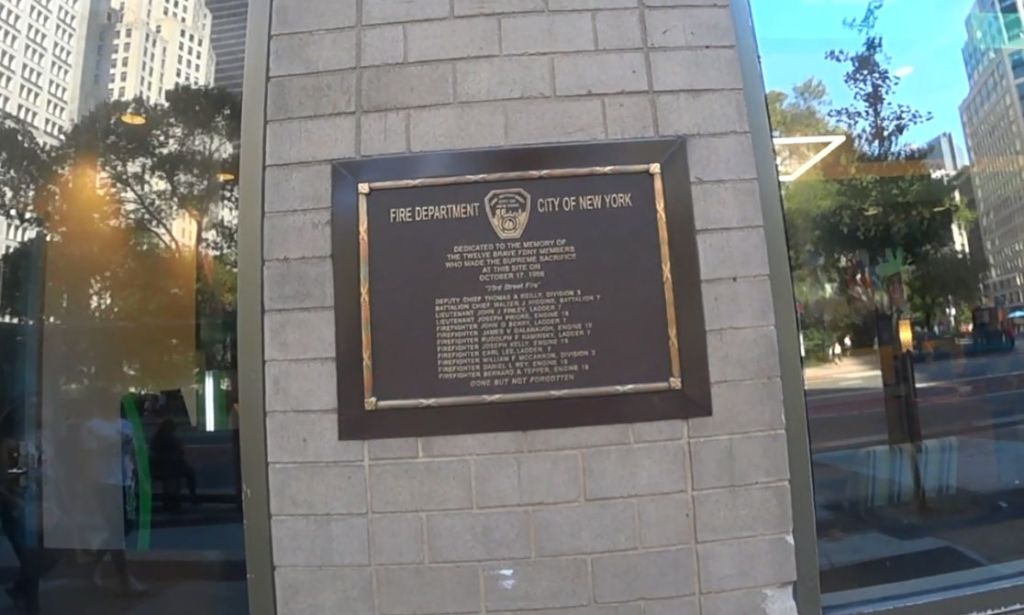 FIRE DEPARTMENT CITY OF NEW YORK
DEDICATED TO THE MEMORY OF
THE TWELVE BRAVE FDNY MEMBERS
WHO MADE THE SUPREME SACRIFICE
AT THIS SITE ON
OCTOBER 17, 1966
"23rd Street Fire"
DEPUTY CHIEF THOMAS A REILLY, DIVISION 3
BATTALION CHIEF WALTER J HIGGINS, BATTALION 7
LIEUTENANT JOHN J FINLEY, LADDER 7
LIEUTENANT JOSEPH PRIORE, ENGINE 18
FIREFIGHTER JOHN G BERRY, LADDER 7
FIREFIGHTER JAMES V GALANAUGH, ENGINE 18
FIREFIGHTER RUDOLPH F KAMINSKY, LADDER 7
FIREFIGHTER JOSEPH KELLY, ENGINE 18
FIREFIGHTER CARL LEE, LADDER 7
FIREFIGHTER WILLIAM F MCCARRON, DIVISION 3
FIREFIGHTER DANIEL L REY, ENGINE 18
FIREFIGHTER BERNARD A TEPPER, ENGINE 18
GONE BUT NOT FORGOTTEN